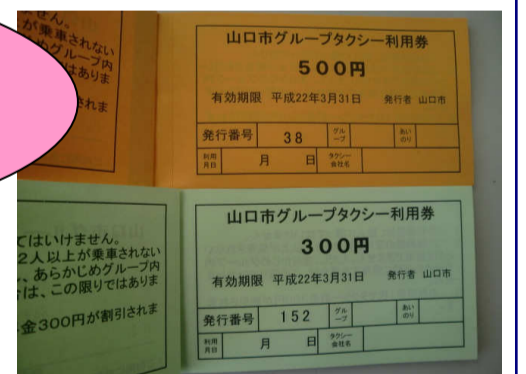 せん。
が乗車されない
めグループ内
はありま
されま
山口市グループタクシー利用券
500円
有効期限 平成22年3月31日 発行者 山口市
発行番号 38 グループ あいのり
利用月日 月 日 タクシー会社名
てはいけません。
2人以上が乗車されない
、あらかじめグループ内
合は、この限りではありま
金300円が割引されま
山口市グループタクシー利用券
300円
有効期限 平成22年3月31日 発行者 山口市
発行番号 152 グループ あいのり
利用月日 月 日 タクシー会社名